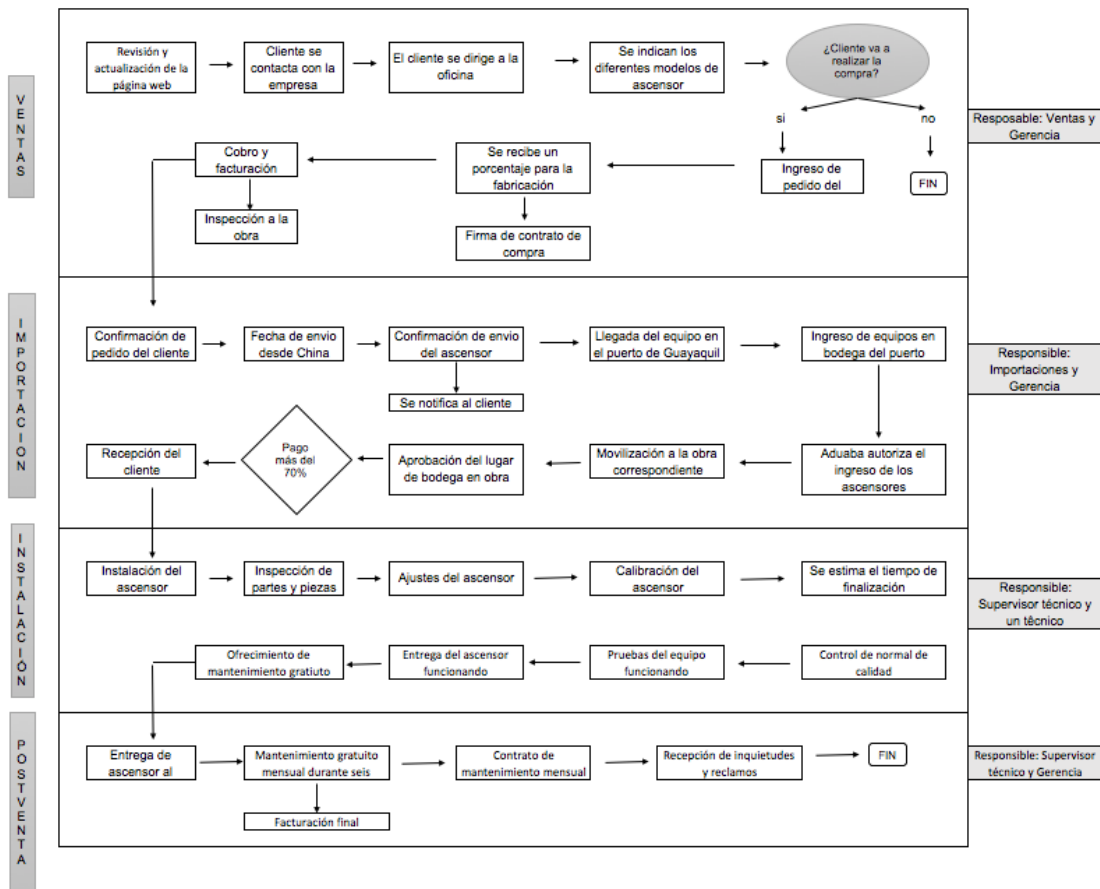 VENTAS
Revisión y
actualización de la
página web
Cliente se
contacta con la
empresa
El cliente se dirige a la
oficina
Se indican los
diferentes modelos de
ascensor
¿Cliente va a
realizar la
compra?
si
no
Resposable: Ventas y
Gerencia
Cobro y
facturación
Se recibe un
porcentaje para la
fabricación
Ingreso de
pedido del
FIN
Inspección a la
obra
Firma de contrato de
compra
IMPORTACION
Confirmación de
pedido del cliente
Fecha de envio
desde China
Confirmación de envio
del ascensor
Llegada del equipo en
el puerto de Guayaquil
Ingreso de equipos en
bodega del puerto
Responsible:
Importaciones y
Gerencia
Se notifica al cliente
Recepción del
cliente
Pago
más del
70%
Aprobación del lugar
de bodega en obra
Movilización a la obra
correspondiente
Aduaba autoriza el
ingreso de los
ascensores
INSTALACIÓN
Instalación del
ascensor
Inspección de
partes y piezas
Ajustes del ascensor
Calibración del
ascensor
Se estima el tiempo de
finalización
Responsible:
Supervisor técnico y
un têcnico
Ofrecimiento de
mantenimiento gratiuto
Entrega del ascensor
funcionando
Pruebas del equipo
funcionando
Control de normal de
calidad
POSTVENTA
Entrega de
ascensor al
Mantenimiento gratuito
mensual durante seis
Contrato de
mantenimiento mensual
Recepción de inquietudes
y reclamos
FIN
Responsible: Supervisor
técnico y Gerencia
Facturación final